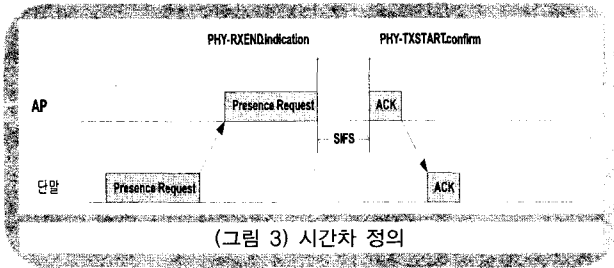 PHY-RXEND.indication PHY-TXSTART.confirm
AP Presence Request ACK
SIFS
단말 Presence Request ACK
(그림 3) 시간차 정의